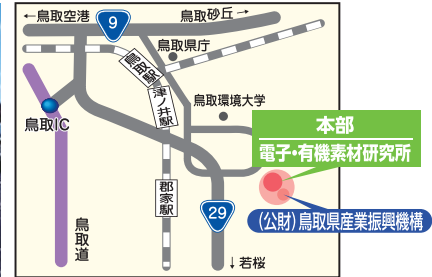 ←鳥取空港
鳥取砂丘→
9
鳥取県庁
鳥取駅
津ノ井駅
鳥取環境大学
鳥取IC
本部
電子・有機素材研究所
郡家駅
(公財)鳥取県産業振興機構
29
鳥取道
↓若桜